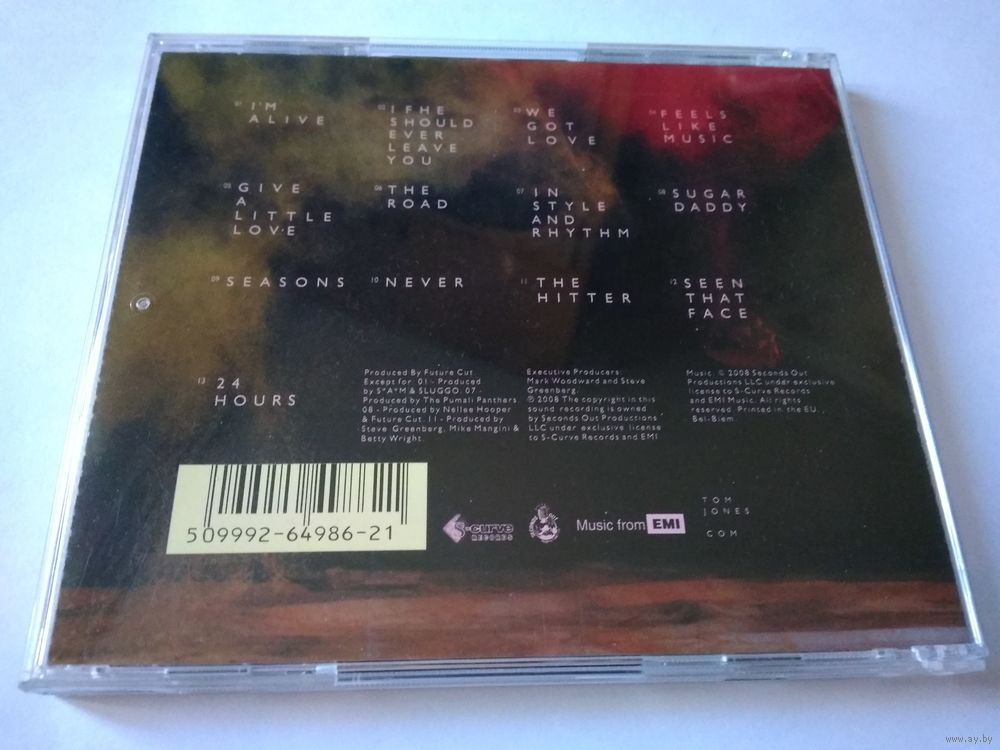 01 I'M
ALIVE
02 I F HE
SHOULD
EVER
LEAVE
YOU
03 WE
GOT
LOVE
04 FEELS
LIKE
MUSIC
05 GIVE
A
LITTLE
LOVE
06 THE
ROAD
07 IN
STYLE
AND
RHYTHM
08 SUGAR
DADDY
09 SEASONS
10 NEVER
11 THE
HITTER
12 SEEN
THAT
FACE
13 24
HOURS
Produced By Future Cut.
Except for: 01 - Produced
by S*A*M & SLUGGO. 07 -
Produced by The Pumali Panthers.
08 - Produced by Nellee Hooper
& Future Cut. 11 - Produced by
Steve Greenberg, Mike Mangini &
Betty Wright.
Executive Producers:
Mark Woodward and Steve
Greenberg.
℗ 2008 The copyright in this
sound recording is owned
by Seconds Out Productions
LLC under exclusive license
to S-Curve Records and EMI
Music. © 2008 Seconds Out
Productions LLC under exclusive
license to S-Curve Records
and EMI Music. All rights
reserved. Printed in the EU.
Bel-Biem.
5 09992-64986-21
S-curve
RECORDS
Music from EMI
TOM
JONES
.
COM
www.ay.by